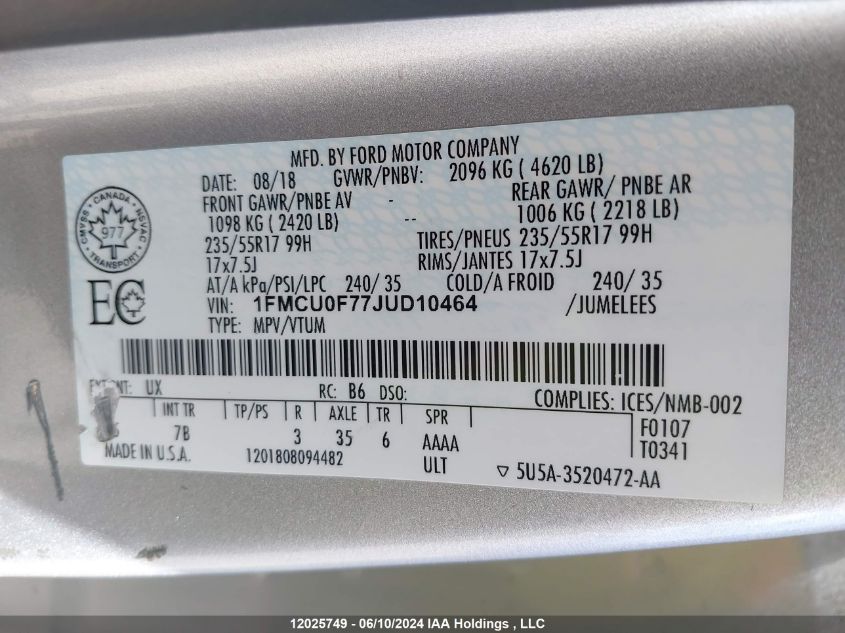 MFD. BY FORD MOTOR COMPANY
DATE: 08/18 GVWR/PNBV: 2096 KG ( 4620 LB)
FRONT GAWR/PNBE AV - REAR GAWR/ PNBE AR
1098 KG ( 2420 LB) -- 1006 KG ( 2218 LB)
235/55R17 99H TIRES/PNEUS 235/55R17 99H
17x7.5J RIMS/JANTES 17x7.5J
AT/A kPa/PSI/LPC 240/ 35 COLD/A FROID 240/ 35
VIN: 1FMCU0F77JUD10464 /JUMELEES
TYPE: MPV/VTUM
CANADA
CMVSS NSVAC
977
TRANSPORT
EC
UX RC: B6 DSO: COMPLIES: ICES/NMB-002
INT TR TP/PS R AXLE TR SPR F0107
7B 3 35 6 AAAA T0341
MADE IN U.S.A. 1201808094482 ULT 5U5A-3520472-AA
12025749 - 06/10/2024 IAA Holdings , LLC